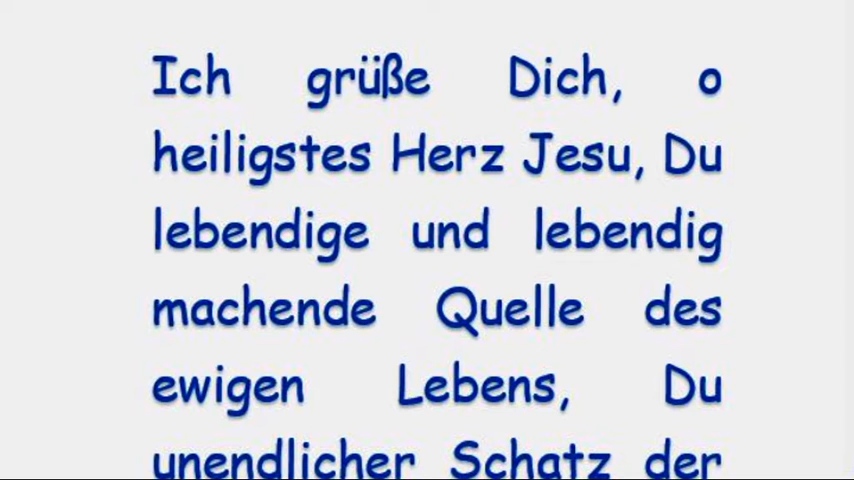 Ich grüße Dich, o
heiligstes Herz Jesu, Du
lebendige und lebendig
machende Quelle des
ewigen Lebens, Du
unendlicher Schatz der